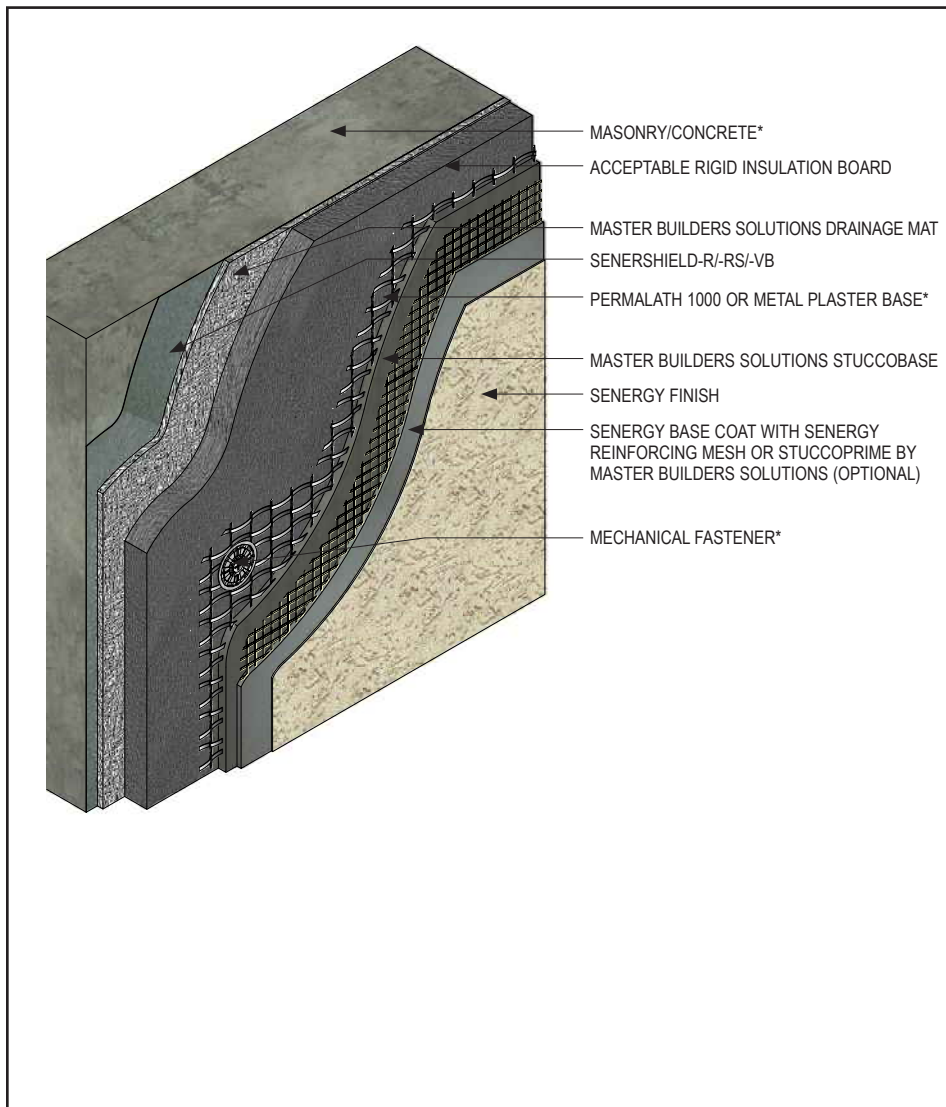 MASONRY/CONCRETE*
ACCEPTABLE RIGID INSULATION BOARD
MASTER BUILDERS SOLUTIONS DRAINAGE MAT
SENERSHIELD-R/-RS/-VB
PERMALATH 1000 OR METAL PLASTER BASE*
MASTER BUILDERS SOLUTIONS STUCCOBASE
SENERGY FINISH
SENERGY BASE COAT WITH SENERGY
REINFORCING MESH OR STUCCOPRIME BY
MASTER BUILDERS SOLUTIONS (OPTIONAL)
MECHANICAL FASTENER*